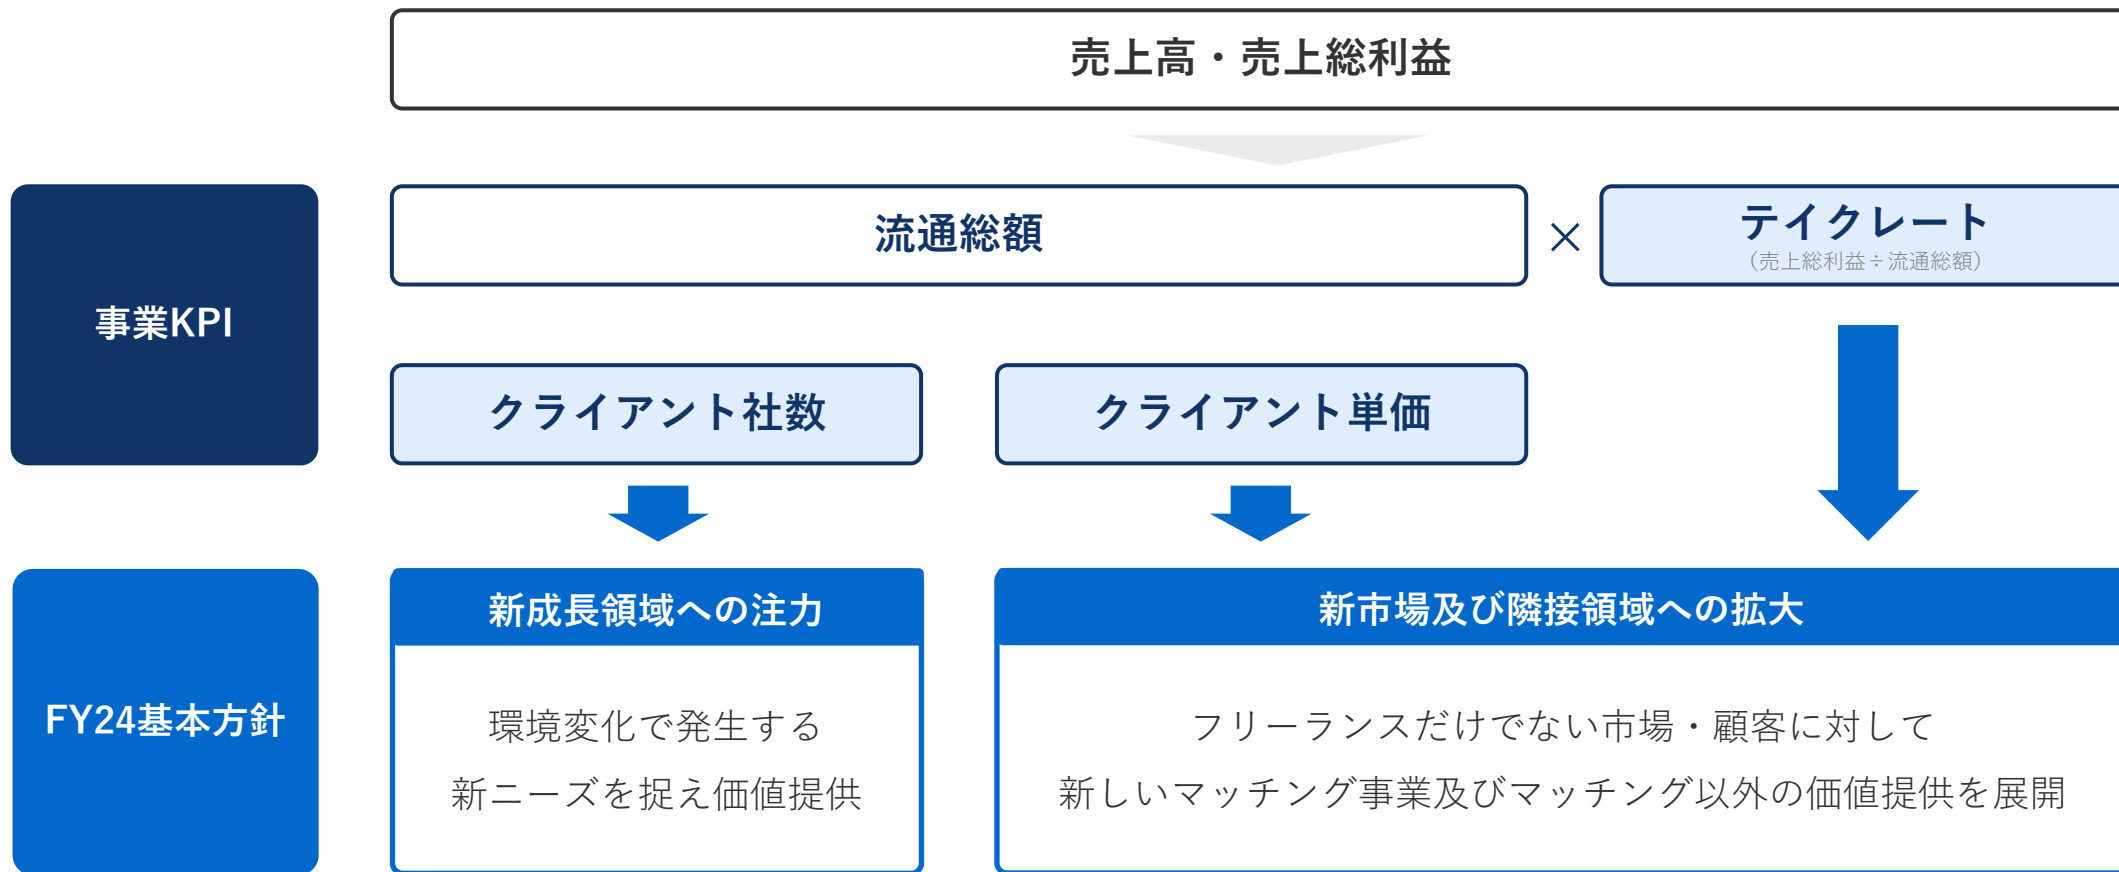 売上高・売上総利益
事業KPI
流通総額
×
テイクレート
(売上総利益÷流通総額)
クライアント社数
クライアント単価
FY24基本方針
新成長領域への注力
環境変化で発生する
新ニーズを捉え価値提供
新市場及び隣接領域への拡大
フリーランスだけでない市場・顧客に対して
新しいマッチング事業及びマッチング以外の価値提供を展開